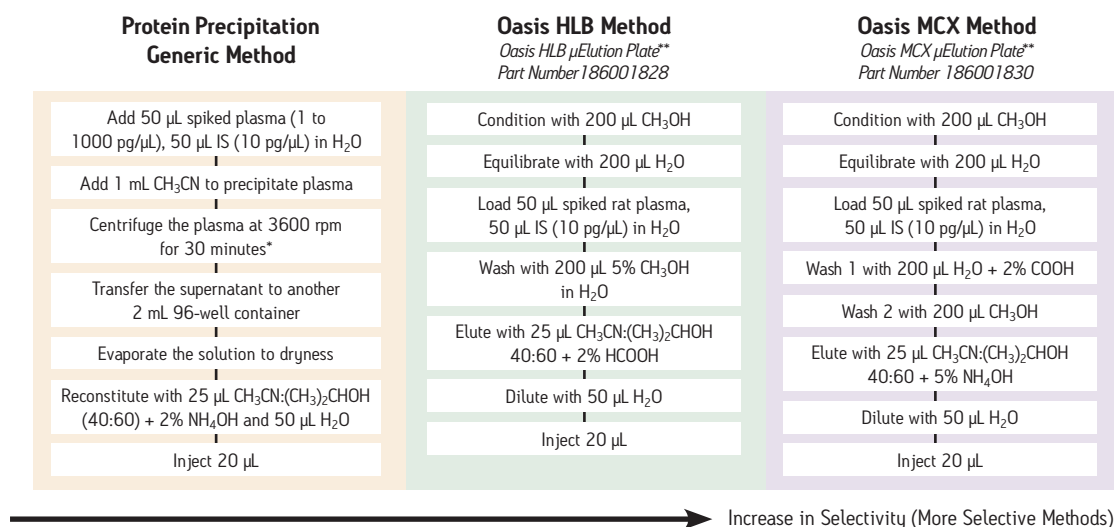 Protein Precipitation
Generic Method
Add 50 µL spiked plasma (1 to
1000 pg/µL), 50 µL IS (10 pg/µL) in H₂O
Add 1 mL CH₃CN to precipitate plasma
Centrifuge the plasma at 3600 rpm
for 30 minutes*
Transfer the supernatant to another
2 mL 96-well container
Evaporate the solution to dryness
Reconstitute with 25 µL CH₃CN:(CH₃)₂CHOH
(40:60) + 2% NH₄OH and 50 µL H₂O
Inject 20 µL
Oasis HLB Method
Oasis HLB µElution Plate**
Part Number186001828
Condition with 200 µL CH₃OH
Equilibrate with 200 µL H₂O
Load 50 µL spiked rat plasma,
50 µL IS (10 pg/µL) in H₂O
Wash with 200 µL 5% CH₃OH
in H₂O
Elute with 25 µL CH₃CN:(CH₃)₂CHOH
40:60 + 2% HCOOH
Dilute with 50 µL H₂O
Inject 20 µL
Oasis MCX Method
Oasis MCX µElution Plate**
Part Number 186001830
Condition with 200 µL CH₃OH
Equilibrate with 200 µL H₂O
Load 50 µL spiked rat plasma,
50 µL IS (10 pg/µL) in H₂O
Wash 1 with 200 µL H₂O + 2% COOH
Wash 2 with 200 µL CH₃OH
Elute with 25 µL CH₃CN:(CH₃)₂CHOH
40:60 + 5% NH₄OH
Dilute with 50 µL H₂O
Inject 20 µL
Increase in Selectivity (More Selective Methods)